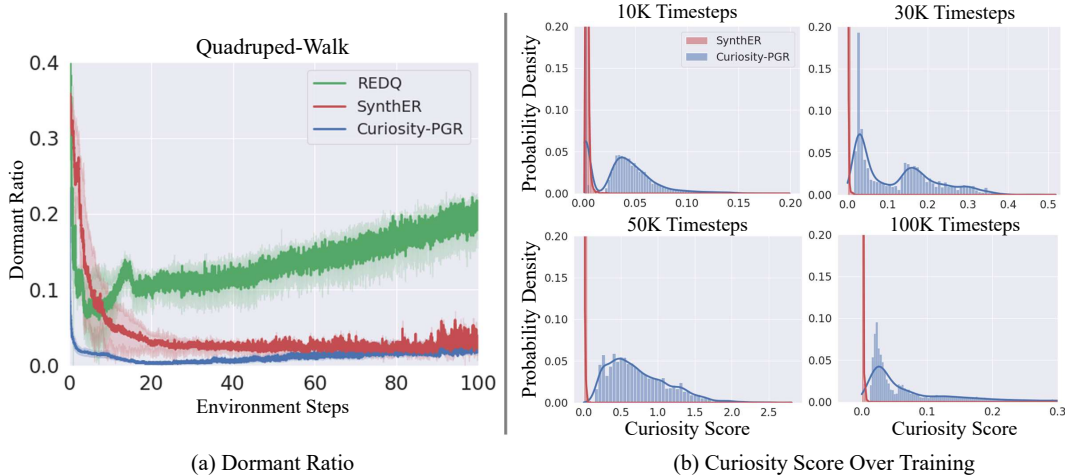 Quadruped-Walk
Dormant Ratio
0.4
0.3
0.2
0.1
0.0
REDQ
SynthER
Curiosity-PGR
0 20 40 60 80 100
Environment Steps
(a) Dormant Ratio
10K Timesteps
Probability Density
0.20
0.15
0.10
0.05
0.00
SynthER
Curiosity-PGR
0.00 0.05 0.10 0.15 0.20
30K Timesteps
0.20
0.15
0.10
0.05
0.00
0.0 0.1 0.2 0.3 0.4 0.5
50K Timesteps
Probability Density
0.20
0.15
0.10
0.05
0.00
0.0 0.5 1.0 1.5 2.0 2.5
Curiosity Score
100K Timesteps
0.20
0.15
0.10
0.05
0.00
0.0 0.1 0.2 0.3
Curiosity Score
(b) Curiosity Score Over Training